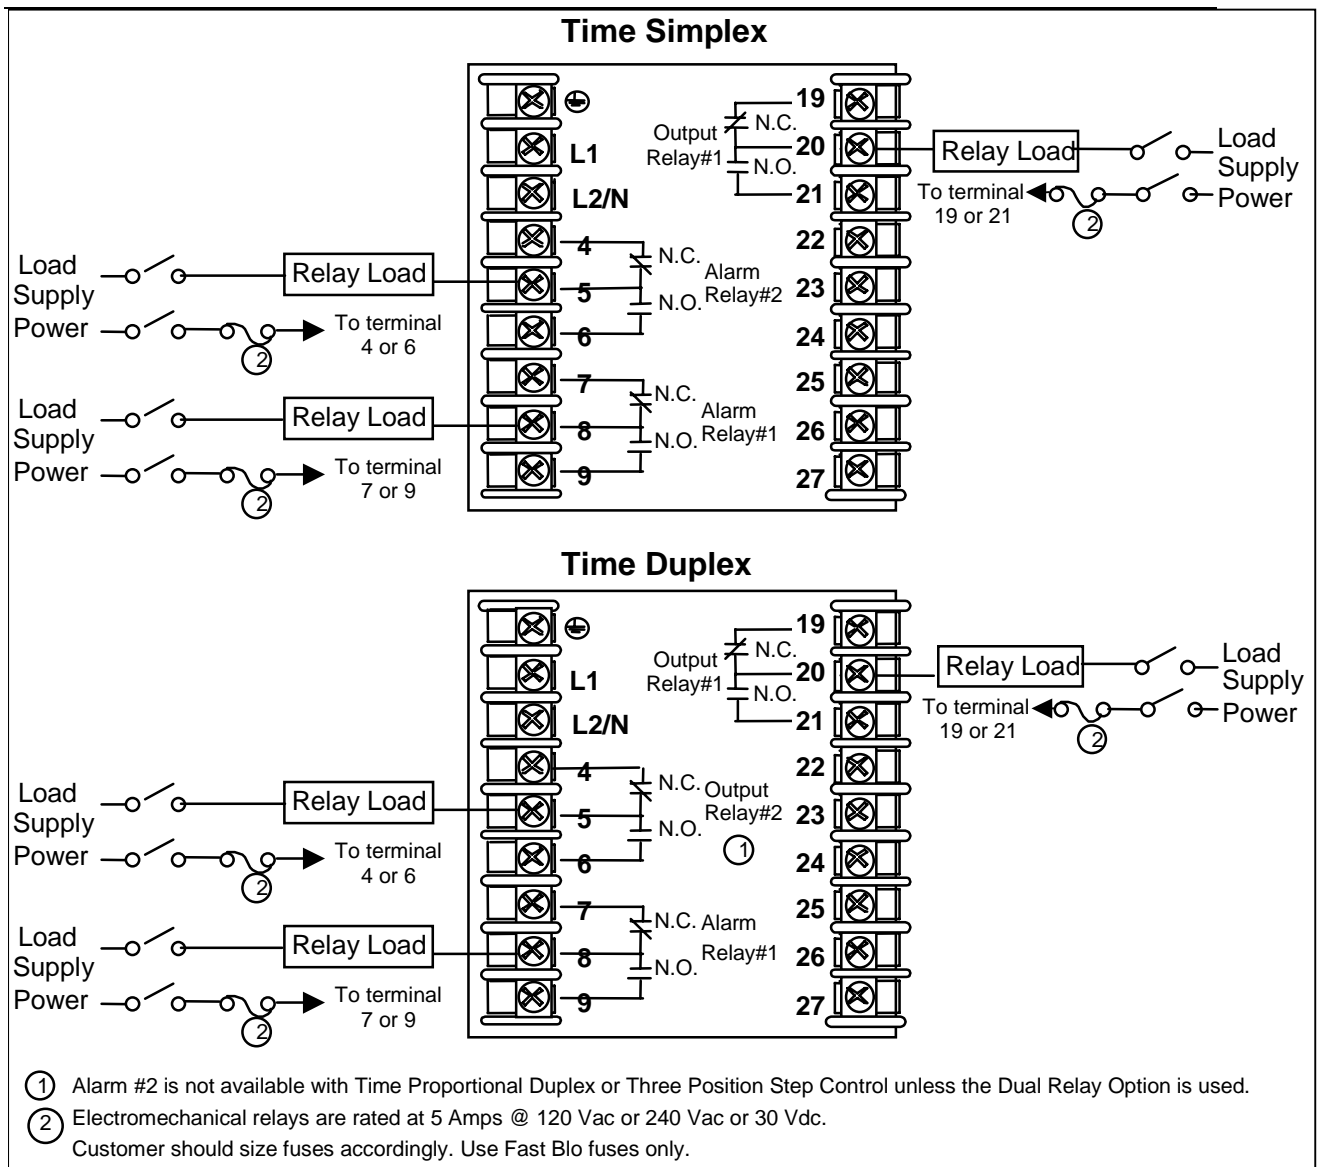 Time Simplex
L1
L2/N
4
5
6
7
8
9
N.C.
N.O.
Alarm
Relay#2
N.C.
N.O.
Alarm
Relay#1
Output
Relay#1
N.C.
N.O.
19
20
21
22
23
24
25
26
27
Relay Load
Load
Supply
Power
To terminal
19 or 21
2
Load
Supply
Power
Relay Load
To terminal
4 or 6
2
Load
Supply
Power
Relay Load
To terminal
7 or 9
2
Time Duplex
L1
L2/N
4
5
6
7
8
9
N.C.
N.O.
Output
Relay#2
1
N.C.
N.O.
Alarm
Relay#1
Output
Relay#1
N.C.
N.O.
19
20
21
22
23
24
25
26
27
Relay Load
Load
Supply
Power
To terminal
19 or 21
2
Load
Supply
Power
Relay Load
To terminal
4 or 6
2
Load
Supply
Power
Relay Load
To terminal
7 or 9
2
1 Alarm #2 is not available with Time Proportional Duplex or Three Position Step Control unless the Dual Relay Option is used.
2 Electromechanical relays are rated at 5 Amps @ 120 Vac or 240 Vac or 30 Vdc.
Customer should size fuses accordingly. Use Fast Blo fuses only.